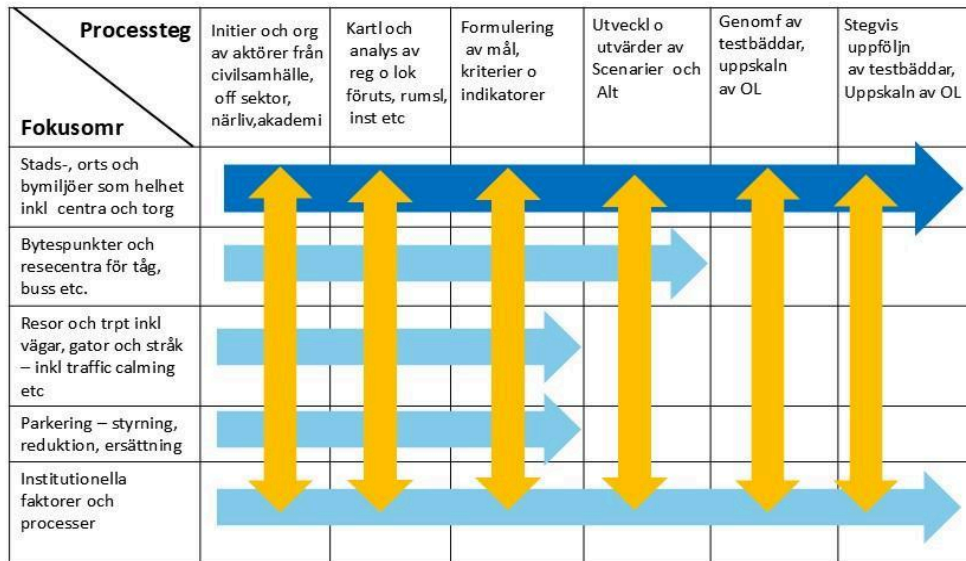 Processteg
Fokusomr
Initier och org
av aktörer från
civilsamhälle,
off sektor,
närliv,akademi
Kartl och
analys av
reg o lok
föruts, rumsl,
inst etc
Formulering
av mål,
kriterier o
indikatorer
Utveckl o
utvärder av
Scenarier och
Alt
Genomf av
testbäddar,
uppskaln
av OL
Stegvis
uppföljn
av testbäddar,
Uppskaln av OL
Stads-, orts och
bymiljöer som helhet
inkl centra och torg
Bytespunkter och
resecentra för tåg,
buss etc.
Resor och trpt inkl
vägar, gator och stråk
– inkl traffic calming
etc
Parkering – styrning,
reduktion, ersättning
Institutionella
faktorer och
processer